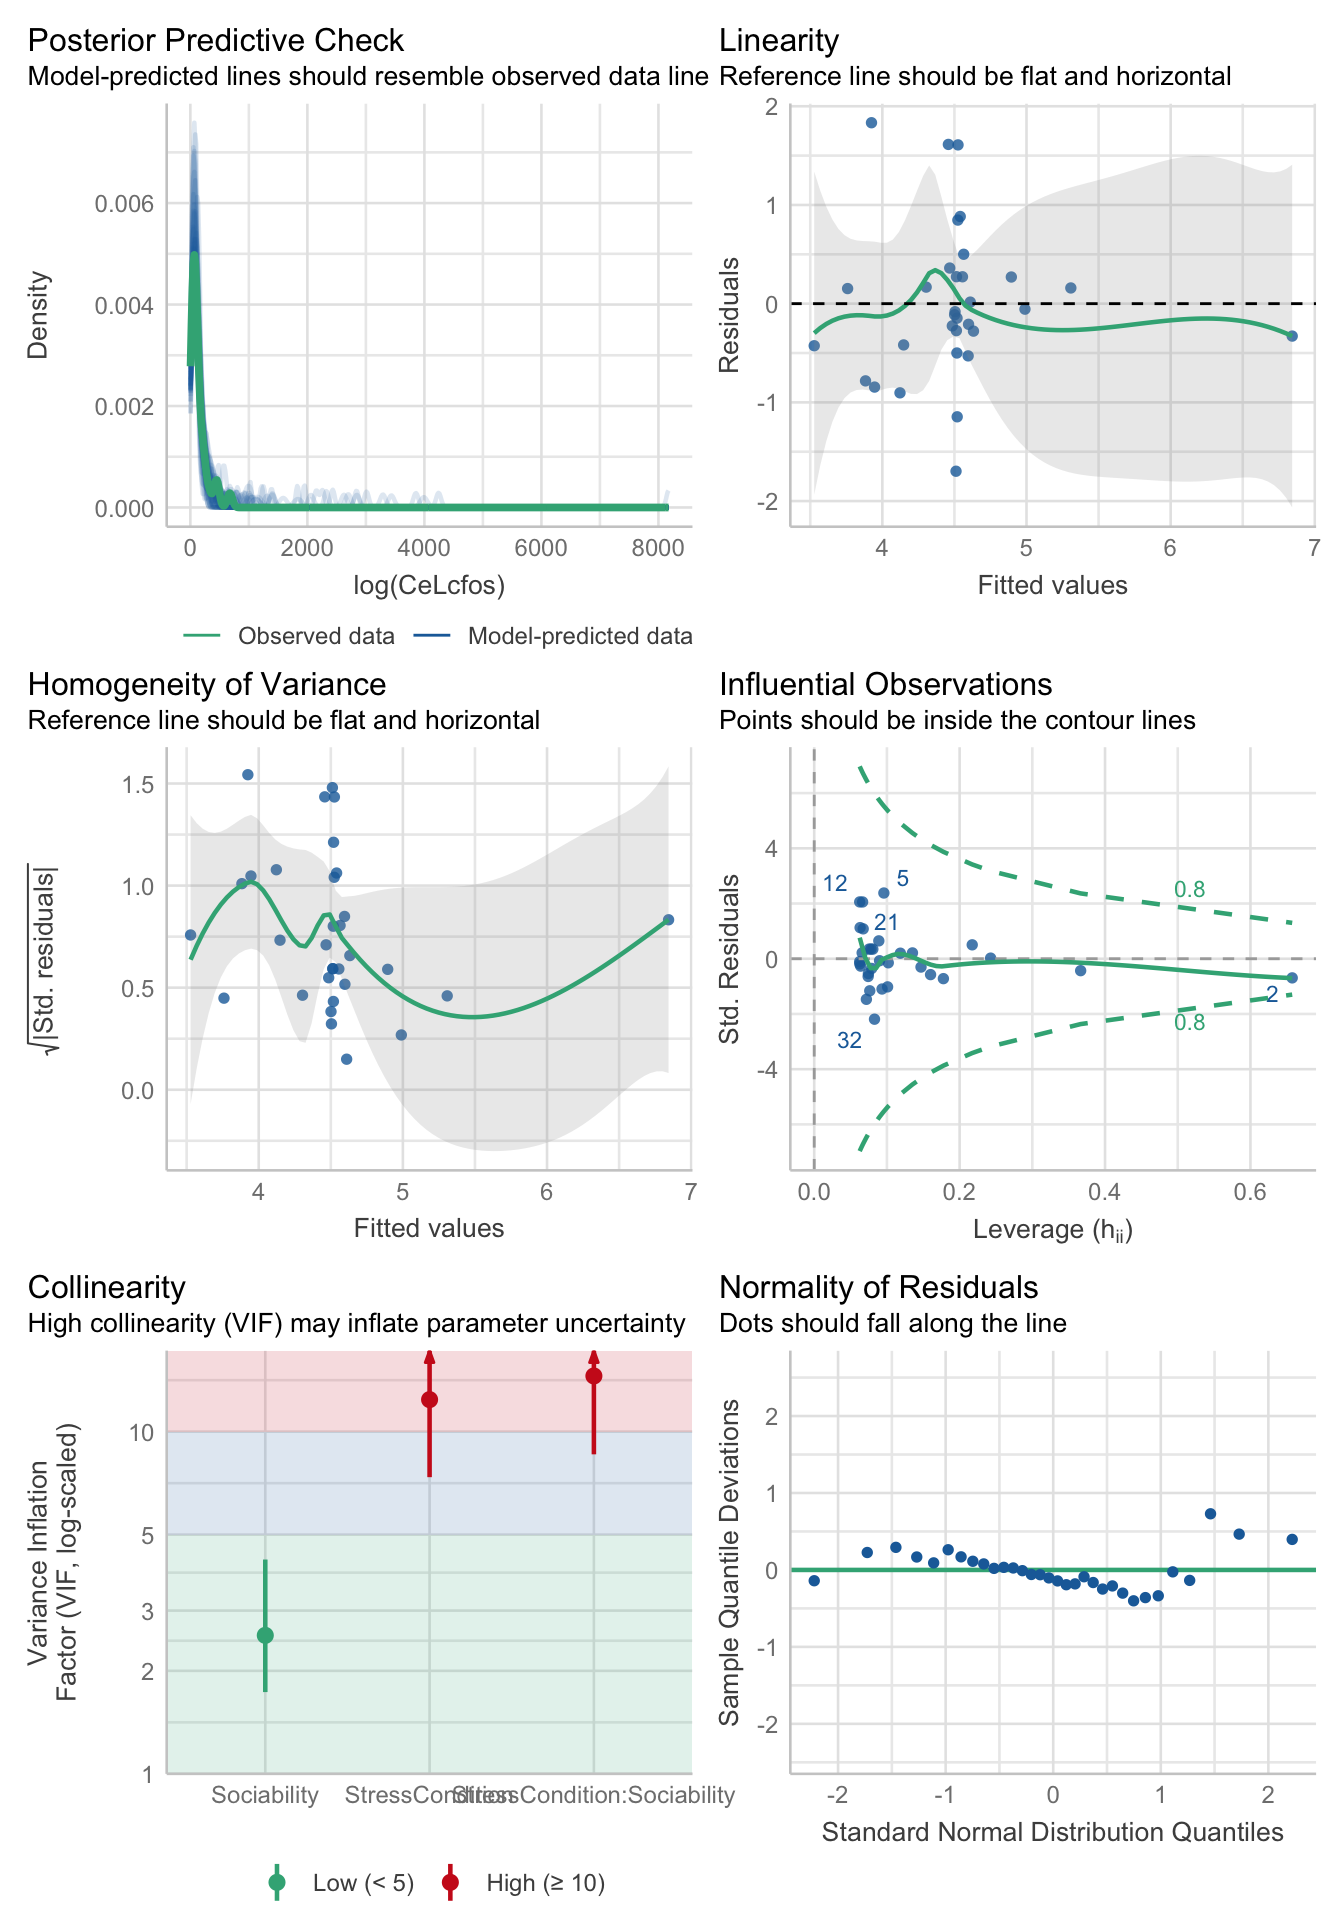 Posterior Predictive Check
Model-predicted lines should resemble observed data line
Density
0.006
0.004
0.002
0.000
0 2000 4000 6000 8000
log(CeLcfos)
Observed data Model-predicted data
Linearity
Reference line should be flat and horizontal
Residuals
2
1
0
-1
-2
4 5 6 7
Fitted values
Homogeneity of Variance
Reference line should be flat and horizontal
√|Std. residuals|
1.5
1.0
0.5
0.0
4 5 6 7
Fitted values
Influential Observations
Points should be inside the contour lines
Std. Residuals
4
0
-4
12
5
21
32
2
0.8
0.8
0.0 0.2 0.4 0.6
Leverage (hii)
Collinearity
High collinearity (VIF) may inflate parameter uncertainty
Variance Inflation
Factor (VIF, log-scaled)
10
5
3
2
1
Sociability StressCondition StressCondition:Sociability
Low (< 5) High (≥ 10)
Normality of Residuals
Dots should fall along the line
Sample Quantile Deviations
2
1
0
-1
-2
-2 -1 0 1 2
Standard Normal Distribution Quantiles